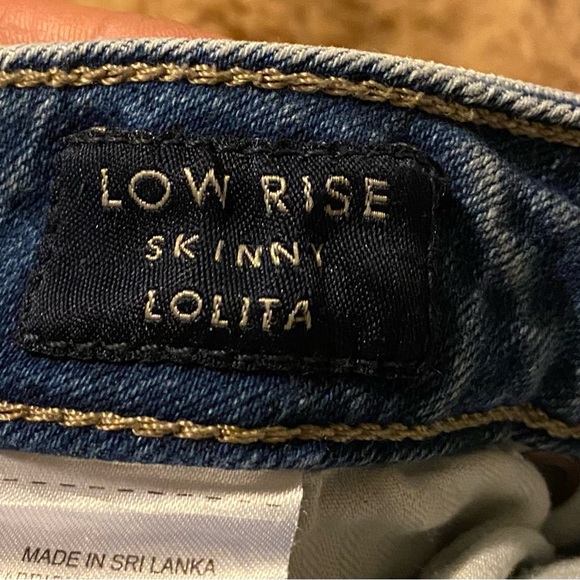 LOW RISE
SKINNY
LOLITA
MADE IN SRI LANKA